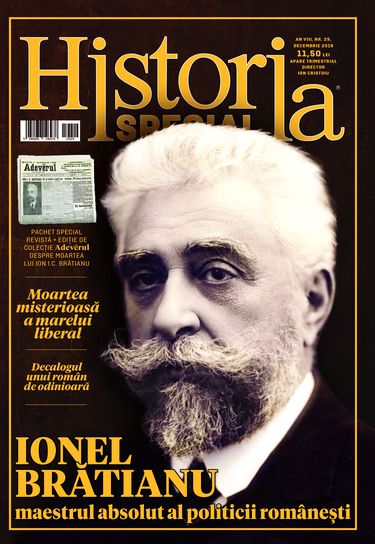 Historia
SPECIAL
AN VIII, NR. 29,
DECEMBRIE 2019
11,50 LEI
APARE TRIMESTRIAL
DIRECTOR
ION CRISTOIU
Adevĕrul
PACHET SPECIAL
REVISTĂ + EDIȚIE DE
COLECȚIE Adevĕrul
DESPRE MOARTEA
LUI ION I.C. BRĂTIANU
Moartea
misterioasă
a marelui
liberal
Decalogul
unui român
de odinioară
IONEL
BRĂTIANU
maestrul absolut al politicii românești